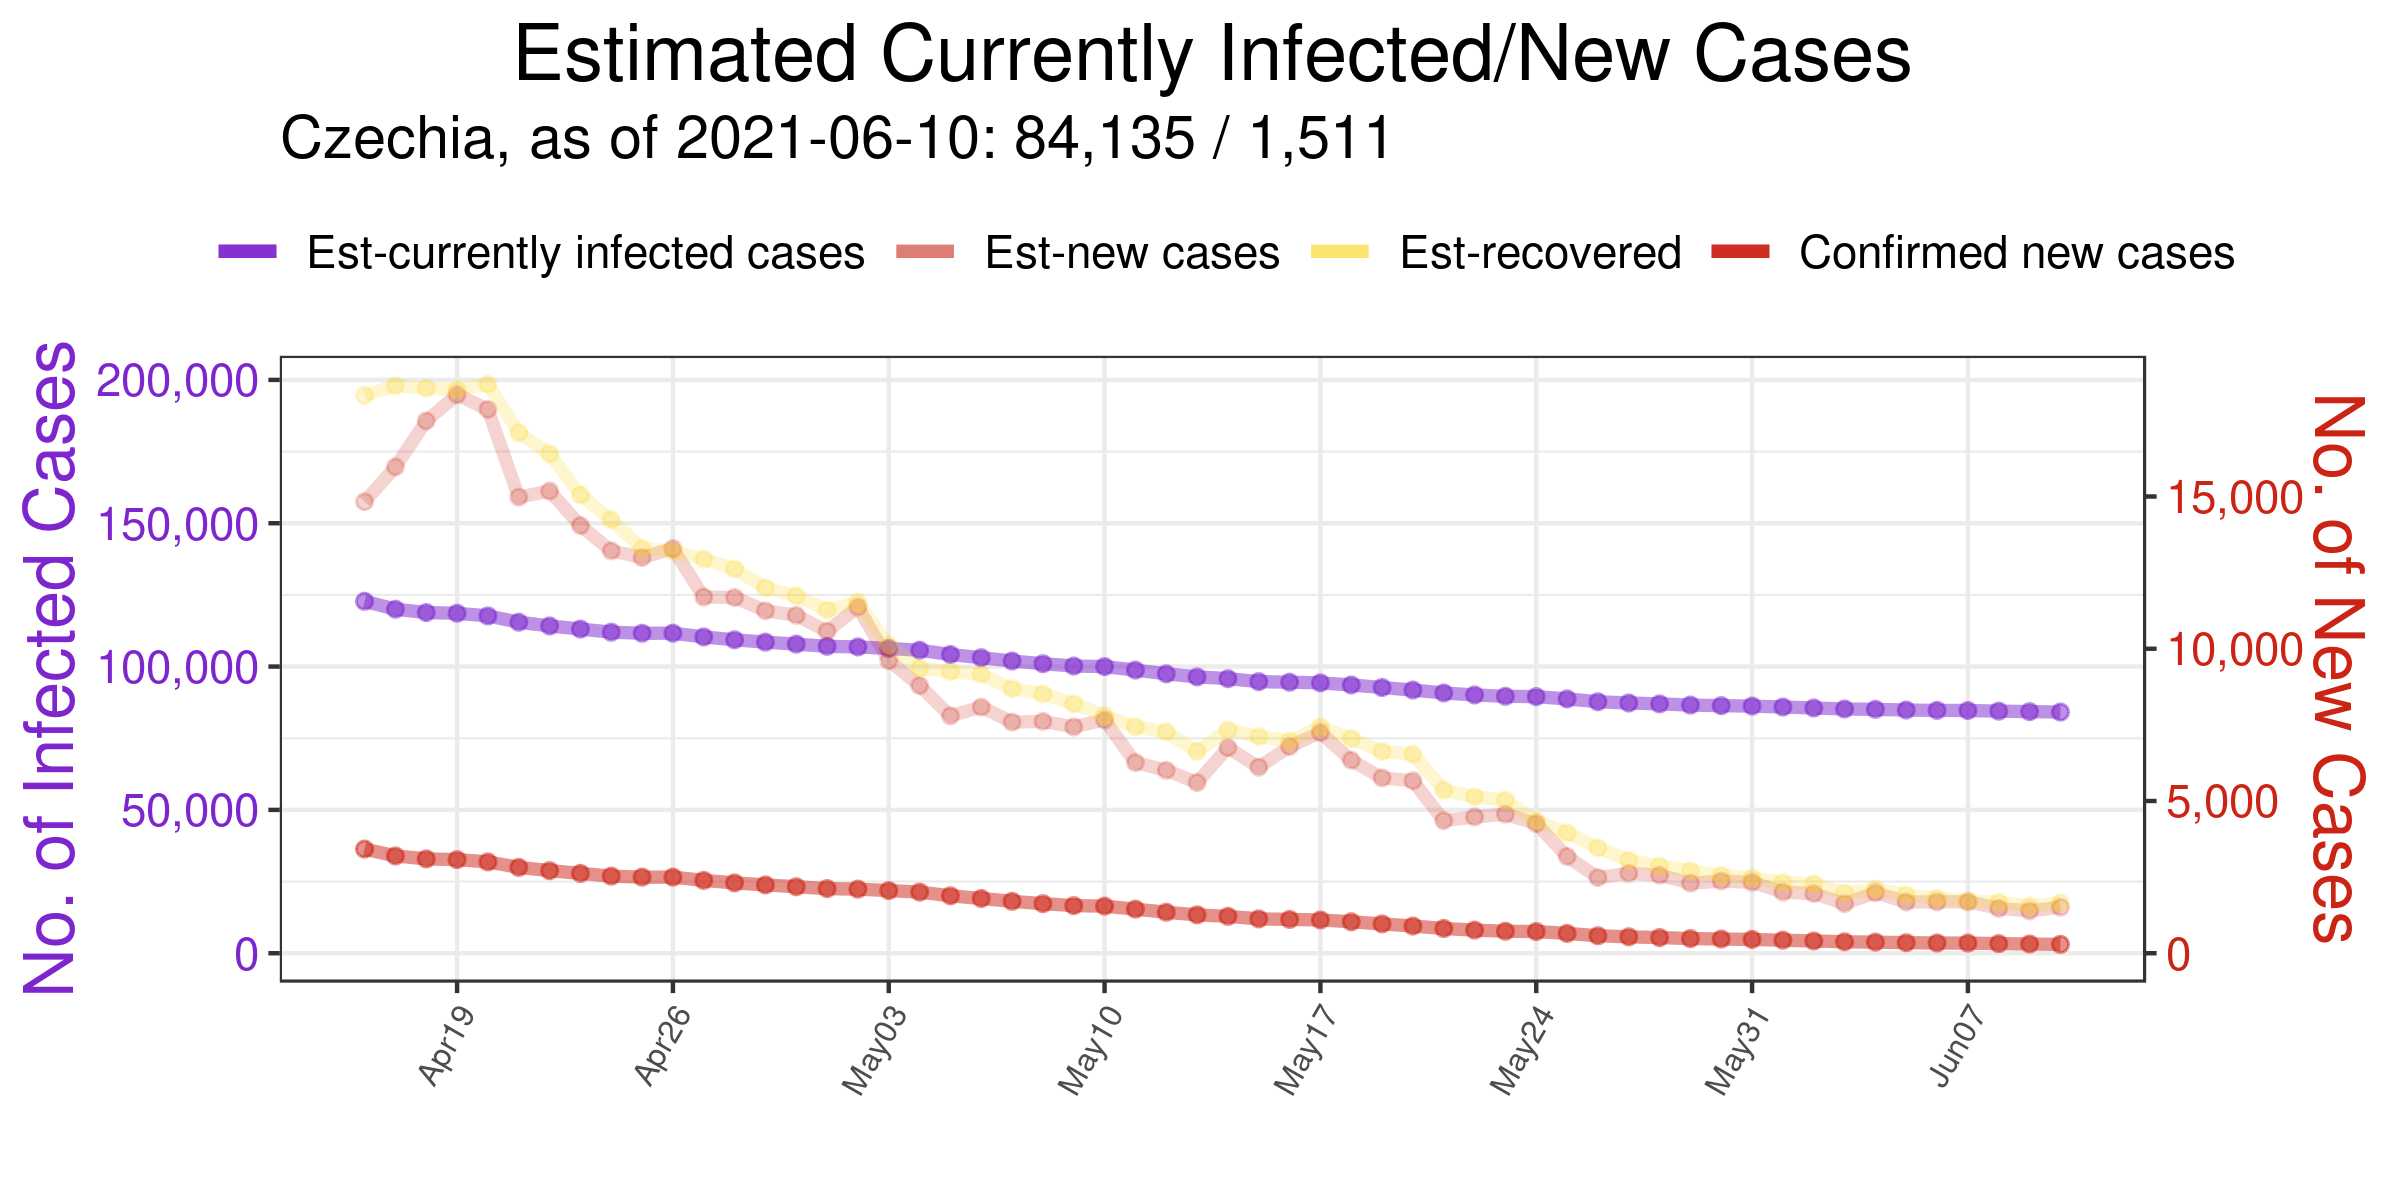 Estimated Currently Infected/New Cases
Czechia, as of 2021-06-10: 84,135 / 1,511
Est-currently infected cases Est-new cases Est-recovered Confirmed new cases
No. of Infected Cases
200,000
150,000
100,000
50,000
0
15,000
10,000
5,000
0
No. of New Cases
Apr19 Apr26 May03 May10 May17 May24 May31 Jun07